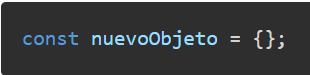 const nuevoObjeto = {};